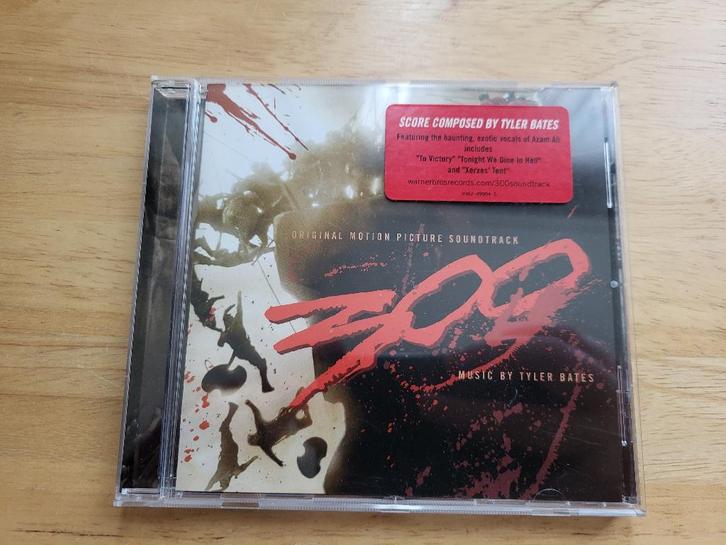 SCORE COMPOSED BY TYLER BATES
Featuring the haunting, exotic vocals of Azam Ali
includes
"To Victory" "Tonight We Dine In Hell"
and "Xerxes' Tent"
warnerbrosrecords.com/300soundtrack
ORIGINAL MOTION PICTURE SOUNDTRACK
300
MUSIC BY TYLER BATES